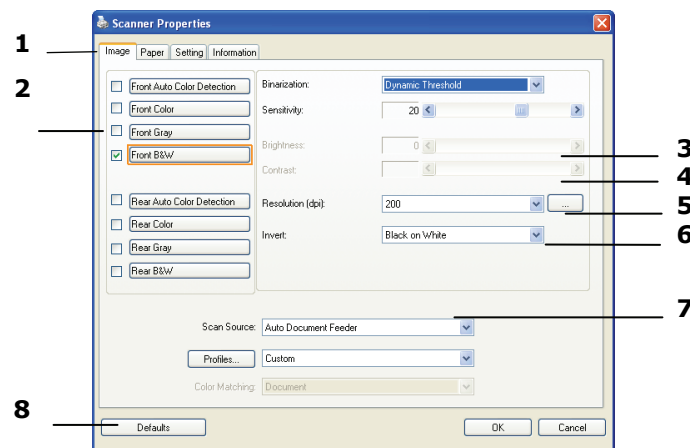 Scanner Properties
1
Image Paper Setting Information
2
Front Auto Color Detection
Front Color
Front Gray
Front B&W
Rear Auto Color Detection
Rear Color
Rear Gray
Rear B&W
Binarization: Dynamic Threshold
Sensitivity: 20
Brightness: 0
3
Contrast:
4
Resolution (dpi): 200 ...
5
Invert: Black on White
6
7
Scan Source: Auto Document Feeder
Profiles... Custom
Color Matching: Document
8
Defaults OK Cancel